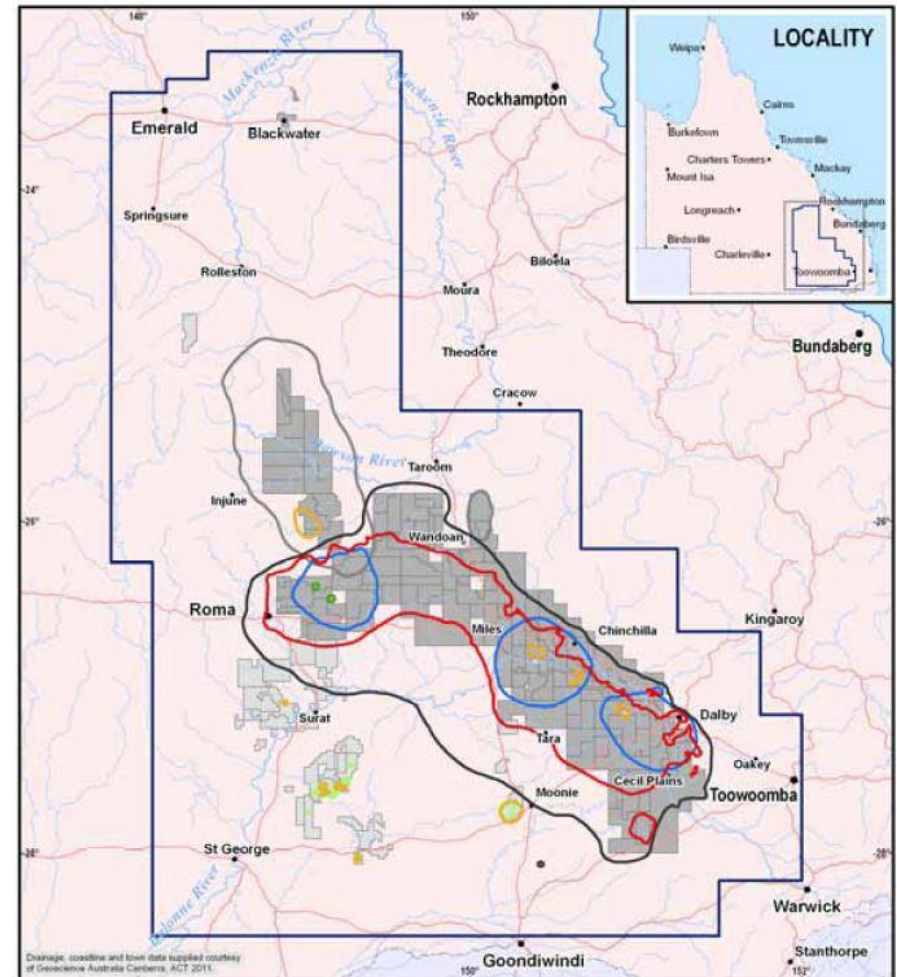 148°
150°
LOCALITY
Weipa
Cairns
Burketown
Townsville
Charters Towers
Mount Isa
Mackay
Longreach
Rockhampton
Bundaberg
Birdsville
Charleville
Toowoomba
Mackenzie River
Mackenzie River
Rockhampton
Emerald
Blackwater
-24°
Springsure
Rolleston
Biloela
Moura
Bundaberg
Theodore
Cracow
Dawson River
Taroom
Injune
-26°
-26°
Wandoan
Roma
Kingaroy
Miles
Chinchilla
Surat
Dalby
Tara
Oakey
Cecil Plains
Toowoomba
Moonie
St George
-28°
-28°
Balonne River
Warwick
Drainage, coastline and town data supplied courtesy
of Geoscience Australia Canberra, ACT 2011.
Goondiwindi
Stanthorpe
150°
152°